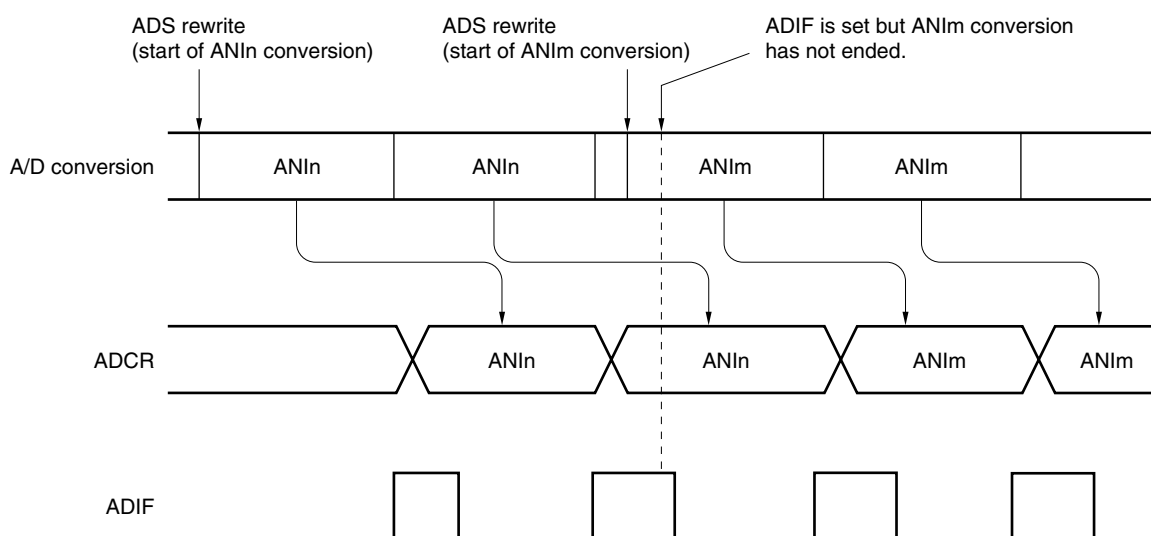 ADS rewrite
(start of ANIn conversion)
ADS rewrite
(start of ANIm conversion)
ADIF is set but ANIm conversion
has not ended.
A/D conversion
ANIn
ANIn
ANIm
ANIm
ADCR
ANIn
ANIn
ANIm
ANIm
ADIF